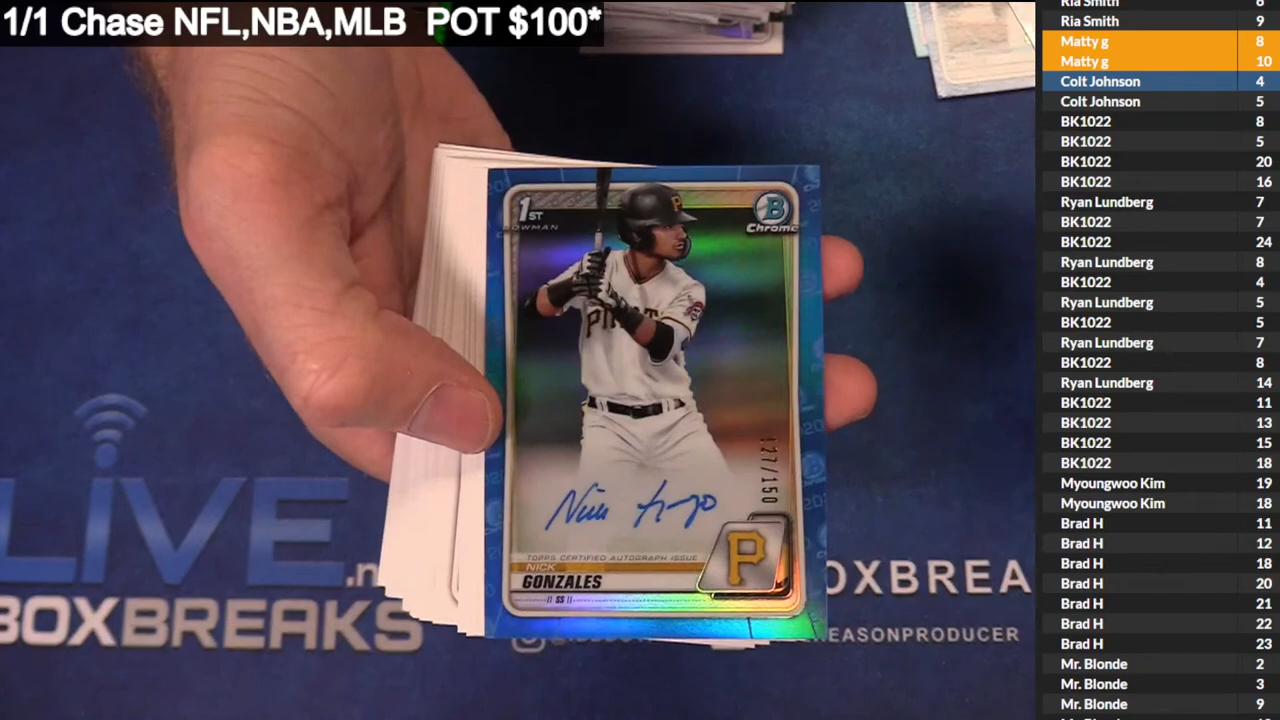 1/1 Chase NFL,NBA,MLB POT $100*
1ST
BOWMAN
B
Chrome
P
PIRAT
127/150
TOPPS CERTIFIED AUTOGRAPH ISSUE
NICK
GONZALES
SS
P
LIVE
BOXBREAKS
OXBREA
EASONPRODUCER
Ria Smith 9
Matty g 8
Matty g 10
Colt Johnson 4
Colt Johnson 5
BK1022 8
BK1022 5
BK1022 20
BK1022 16
Ryan Lundberg 7
BK1022 7
BK1022 24
Ryan Lundberg 8
BK1022 4
Ryan Lundberg 5
BK1022 5
Ryan Lundberg 7
BK1022 8
Ryan Lundberg 14
BK1022 11
BK1022 13
BK1022 15
BK1022 18
Myoungwoo Kim 19
Myoungwoo Kim 18
Brad H 11
Brad H 12
Brad H 18
Brad H 20
Brad H 21
Brad H 22
Brad H 23
Mr. Blonde 2
Mr. Blonde 3
Mr. Blonde 9